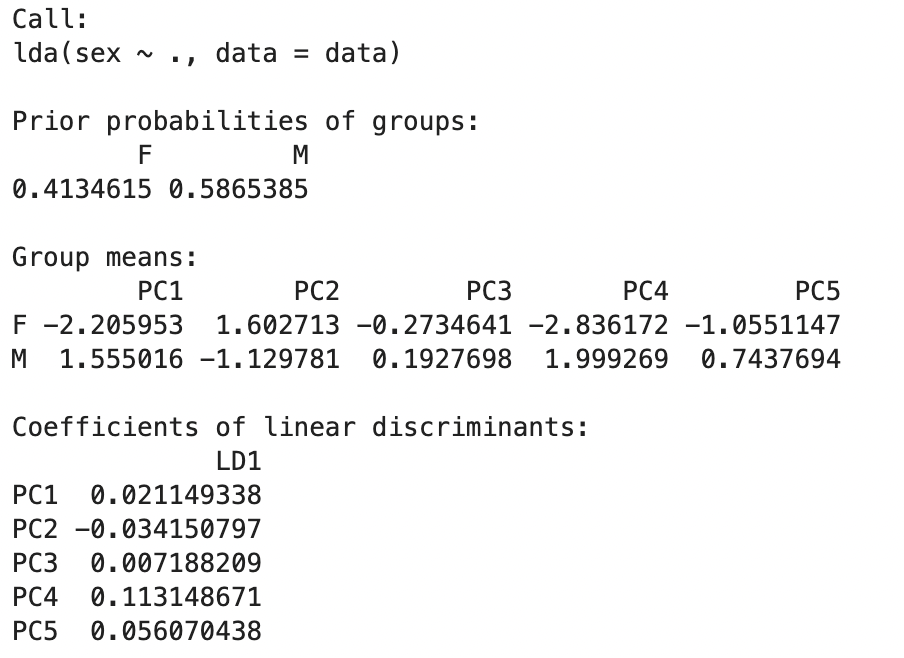 Call:
lda(sex ~ ., data = data)
Prior probabilities of groups:
F M
0.4134615 0.5865385
Group means:
PC1 PC2 PC3 PC4 PC5
F −2.205953 1.602713 −0.2734641 −2.836172 −1.0551147
M 1.555016 −1.129781 0.1927698 1.999269 0.7437694
Coefficients of linear discriminants:
LD1
PC1 0.021149338
PC2 −0.034150797
PC3 0.007188209
PC4 0.113148671
PC5 0.056070438